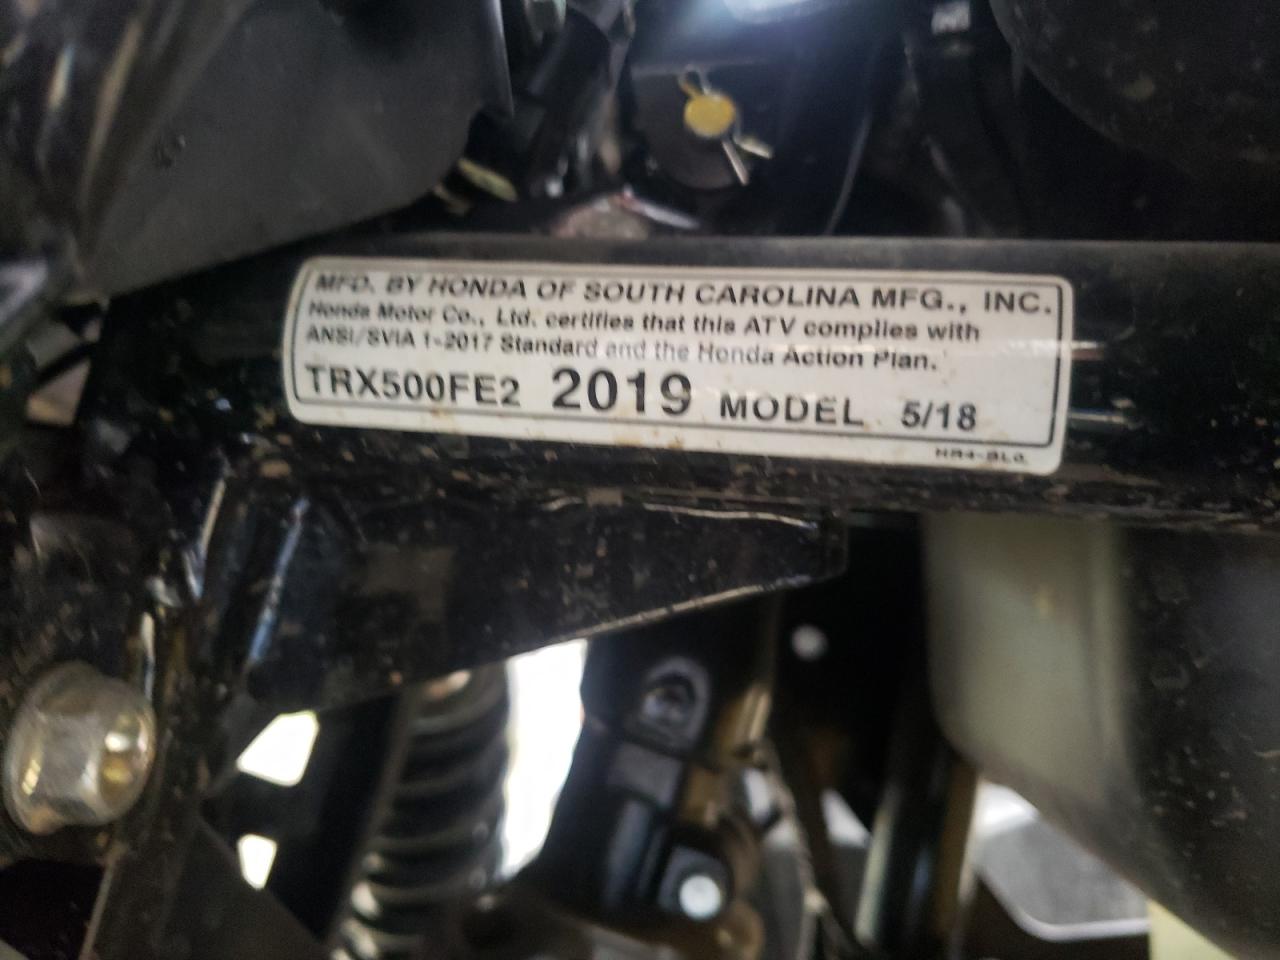 MFD. BY HONDA OF SOUTH CAROLINA MFG., INC.
Honda Motor Co., Ltd. certifies that this ATV complies with
ANSI/SVIA 1-2017 Standard and the Honda Action Plan.
TRX500FE2 2019 MODEL 5/18